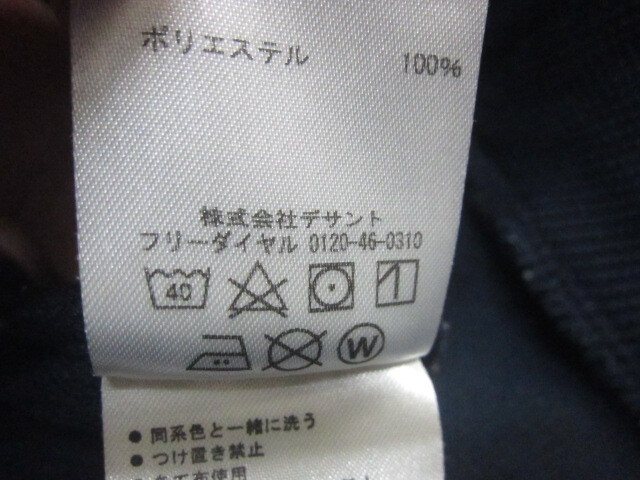 ポリエステル 100%
株式会社デサント
フリーダイヤル 0120-46-0310
40
W
● 同系色と一緒に洗う
● つけ置き禁止
使用